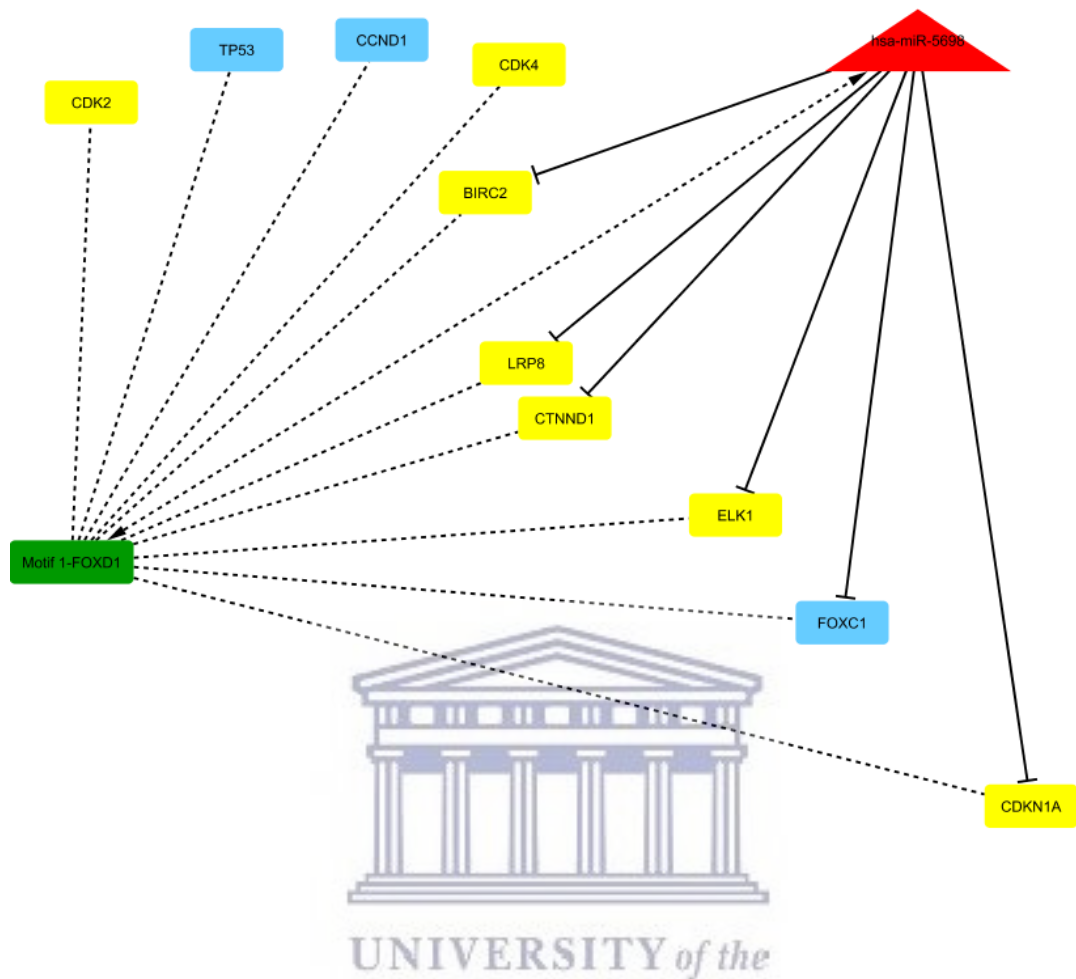 hsa-miR-5698
CCND1
TP53
CDK4
CDK2
BIRC2
LRP8
CTNND1
ELK1
Motif 1-FOXD1
FOXC1
CDKN1A
UNIVERSITY of the